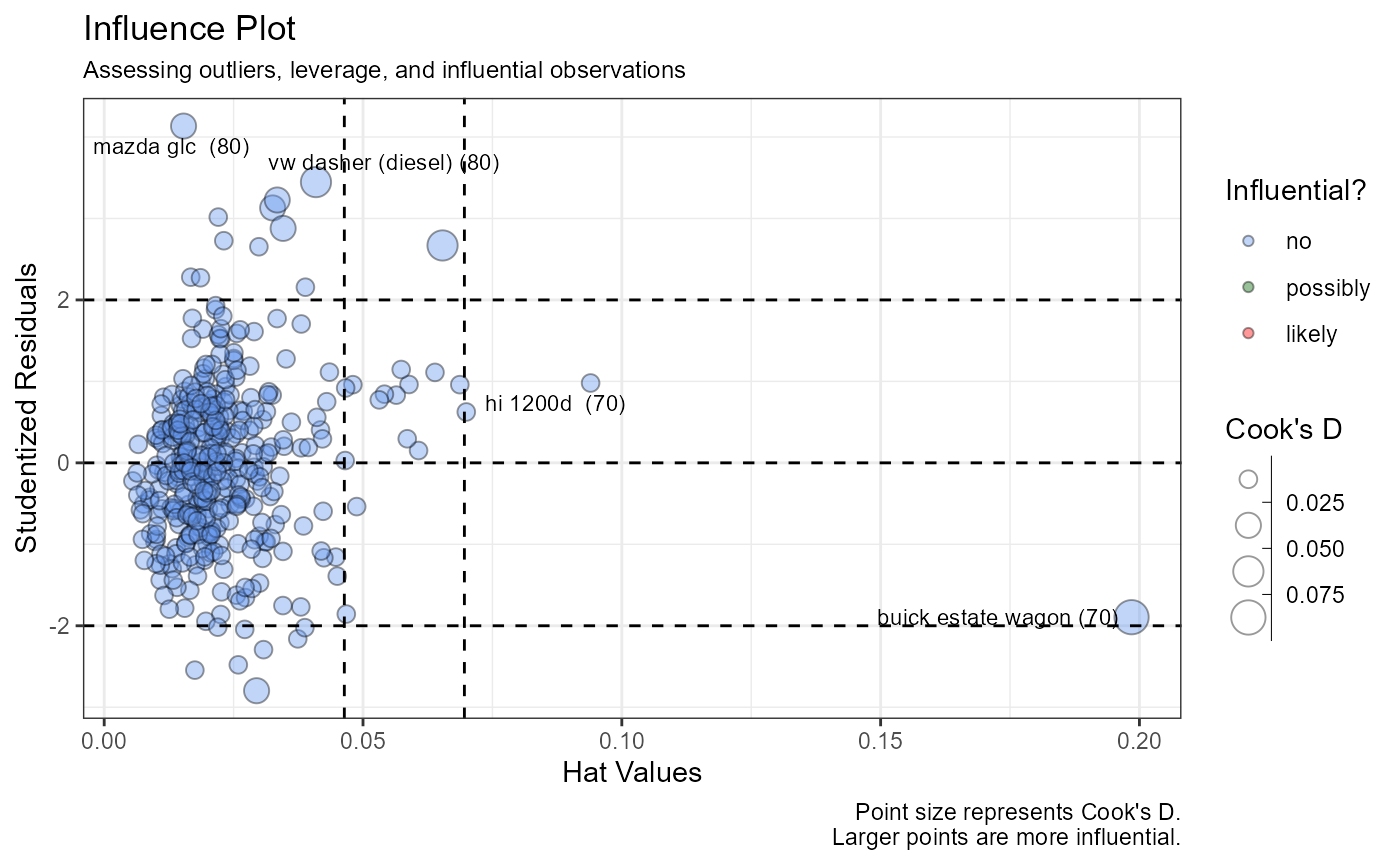 Influence Plot
Assessing outliers, leverage, and influential observations
mazda glc  (80)
vw dasher (diesel) (80)
hi 1200d  (70)
buick estate wagon (70)
Studentized Residuals
2
0
-2
0.00
0.05
0.10
0.15
0.20
Hat Values
Influential?
no
possibly
likely
Cook's D
0.025
0.050
0.075
Point size represents Cook's D.
Larger points are more influential.